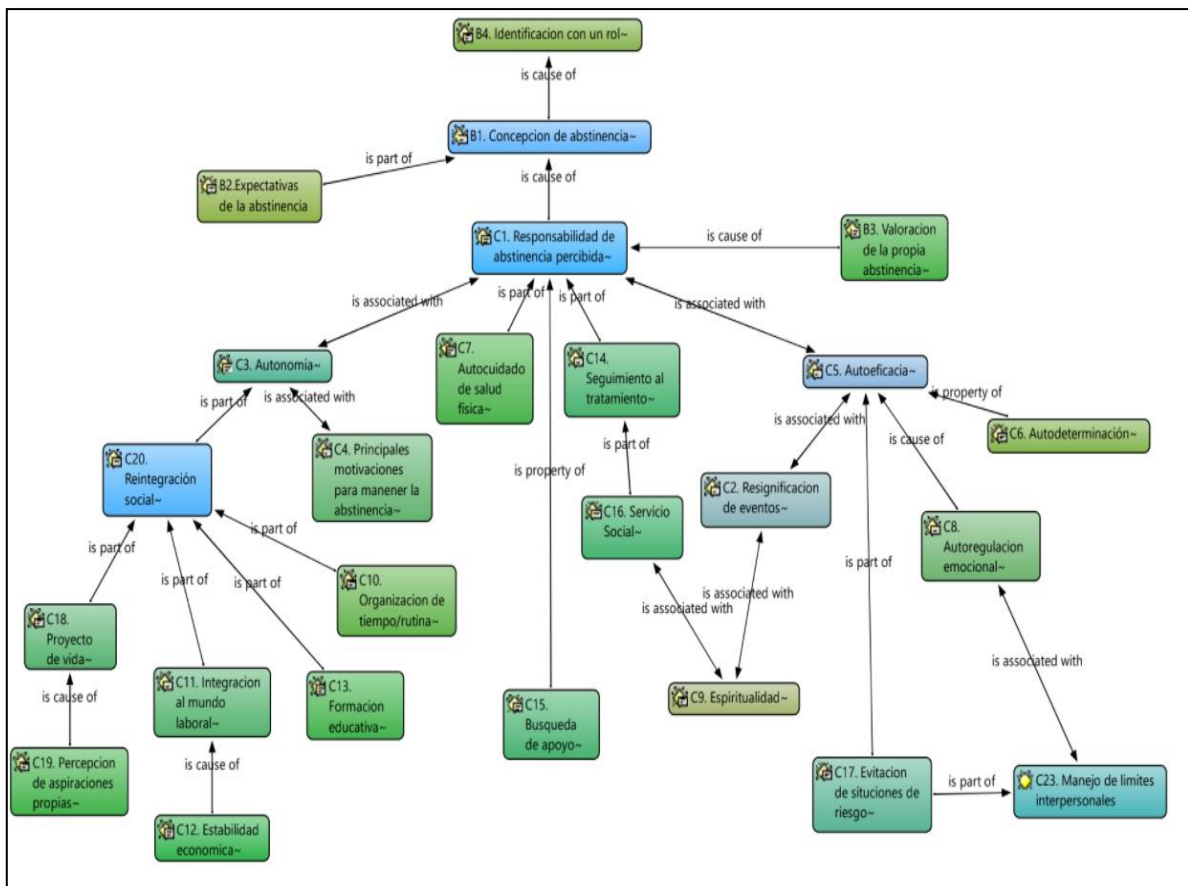 B4. Identificacion con un rol~
is cause of
B1. Concepcion de abstinencia~
is part of
is cause of
B2.Expectativas
de la abstinencia
C1. Responsabilidad de
abstinencia percibida~
is cause of
B3. Valoracion
de la propia
abstinencia~
is associated with
is part of
is part of
is associated with
C3. Autonomia~
C7.
Autocuidado
de salud
física~
C14.
Seguimiento al
tratamiento~
C5. Autoeficacia~
is part of
is associated with
is property of
is associated with
is cause of
C6. Autodeterminación~
C20.
Reintegración
social~
C4. Principales
motivaciones
para manener la
abstinencia~
is property of
is part of
C2. Resignificacion
de eventos~
C16. Servicio
Social~
C8.
Autoregulacion
emocional~
is part of
is part of
is part of
is part of
is part of
C10.
Organizacion de
tiempo/rutina~
is associated with
is associated with
C18.
Proyecto
de vida~
is associated with
C11. Integracion
al mundo
laboral~
C13.
Formacion
educativa~
C15.
Busqueda
de apoyo~
C9. Espiritualidad~
is cause of
is cause of
C19. Percepcion
de aspiraciones
propias~
C17. Evitacion
de situciones de
riesgo~
is part of
C23. Manejo de limites
interpersonales
C12. Estabilidad
economica~